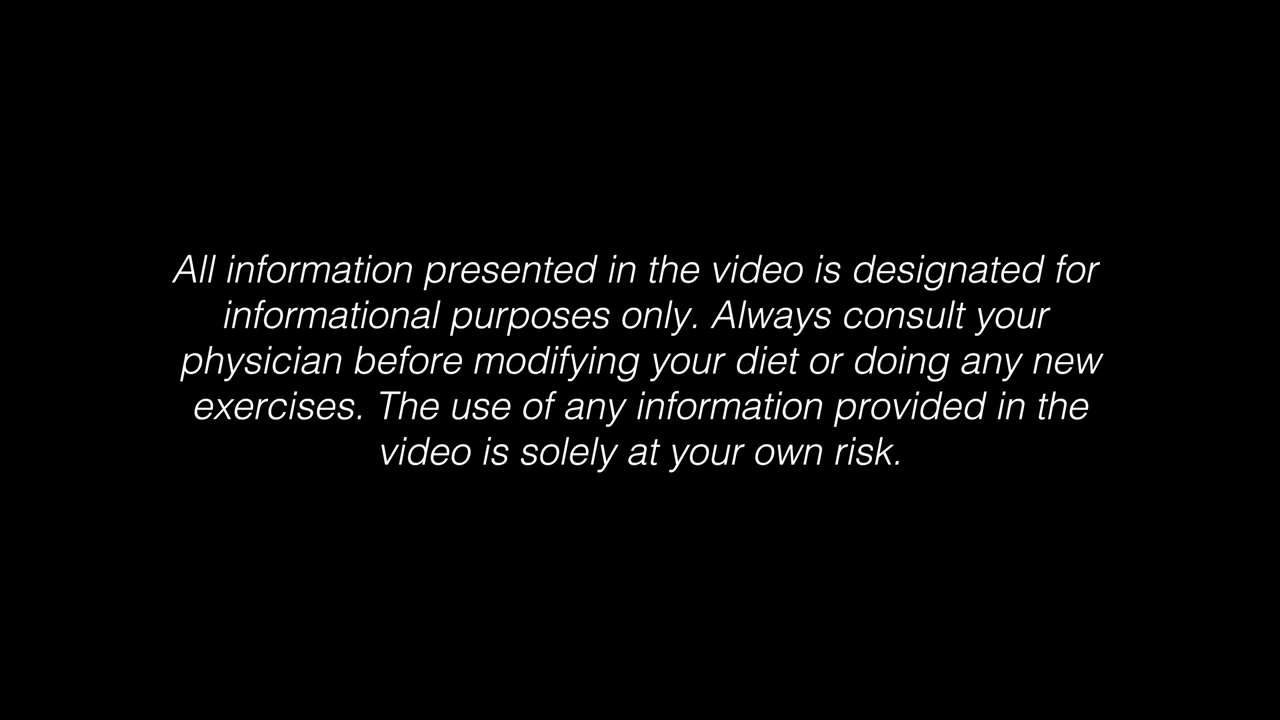 All information presented in the video is designated for
informational purposes only. Always consult your
physician before modifying your diet or doing any new
exercises. The use of any information provided in the
video is solely at your own risk.